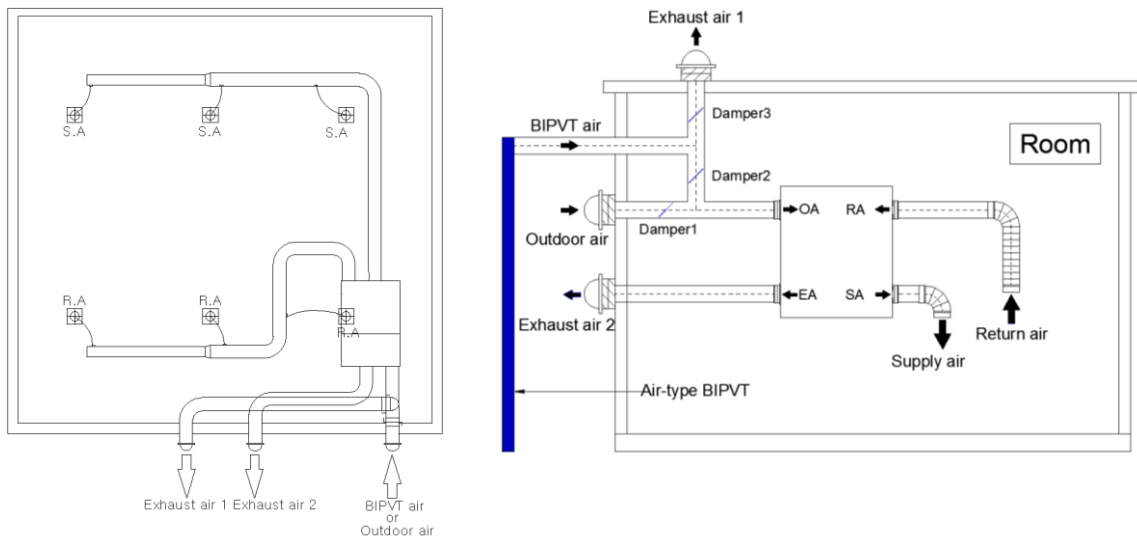 S.A
S.A
S.A
R.A
R.A
R.A
Exhaust air 1
Exhaust air 2
BIPVT air
or
Outdoor air
Exhaust air 1
BIPVT air
Damper3
Room
Damper2
OA
RA
Outdoor air
Damper1
EA
SA
Exhaust air 2
Return air
Supply air
Air-type BIPVT